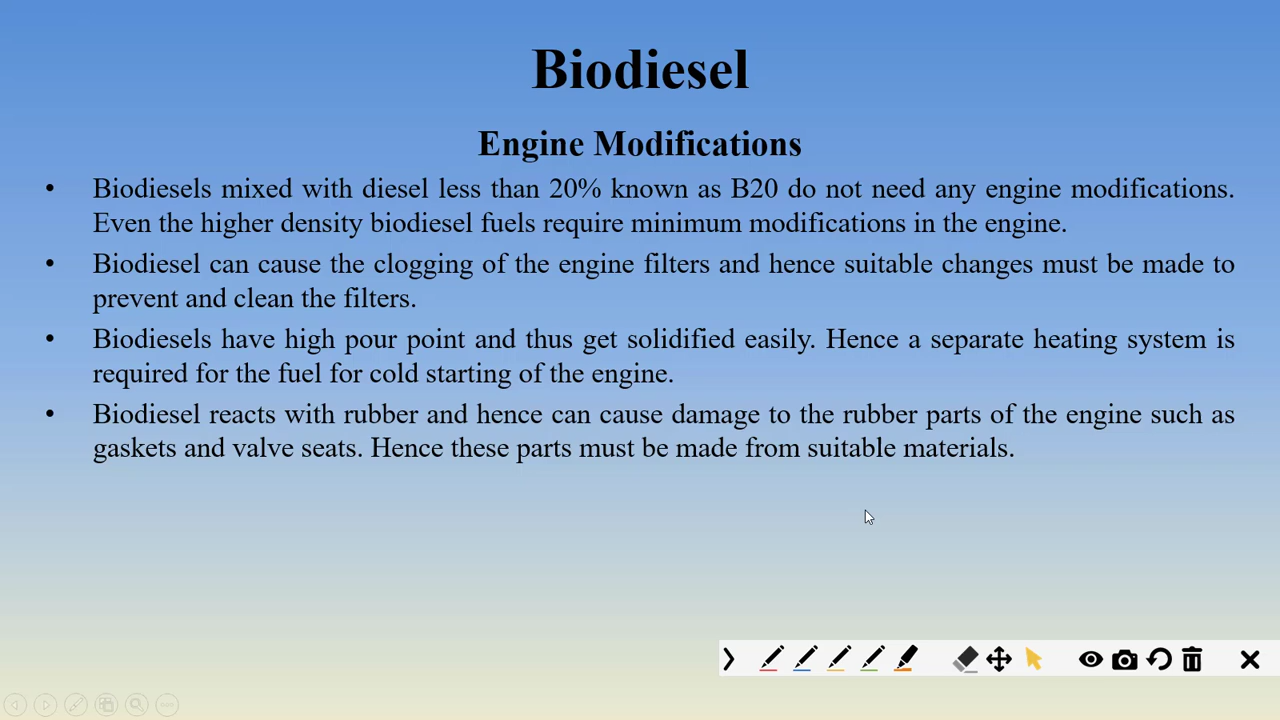 Biodiesel
Engine Modifications
• Biodiesels mixed with diesel less than 20% known as B20 do not need any engine modifications.
Even the higher density biodiesel fuels require minimum modifications in the engine.
• Biodiesel can cause the clogging of the engine filters and hence suitable changes must be made to
prevent and clean the filters.
• Biodiesels have high pour point and thus get solidified easily. Hence a separate heating system is
required for the fuel for cold starting of the engine.
• Biodiesel reacts with rubber and hence can cause damage to the rubber parts of the engine such as
gaskets and valve seats. Hence these parts must be made from suitable materials.